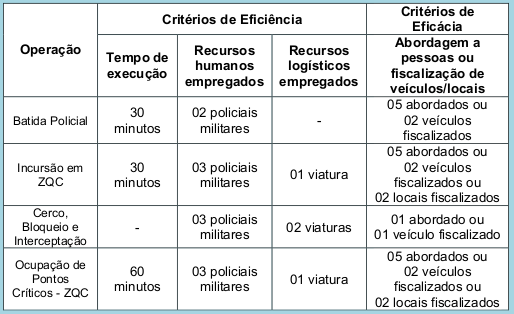 Operação
Critérios de Eficiência
Critérios de
Eficácia
Tempo de
execução
Recursos
humanos
empregados
Recursos
logísticos
empregados
Abordagem a
pessoas ou
fiscalização de
veículos/locais
Batida Policial
30
minutos
02 policiais
militares
-
05 abordados ou
02 veículos
fiscalizados
Incursão em
ZQC
30
minutos
03 policiais
militares
01 viatura
05 abordados ou
02 veículos
fiscalizados ou
02 locais fiscalizados
Cerco,
Bloqueio e
Interceptação
-
03 policiais
militares
02 viaturas
01 abordado ou
01 veículo fiscalizado
Ocupação de
Pontos
Críticos - ZQC
60
minutos
03 policiais
militares
01 viatura
05 abordados ou
02 veículos
fiscalizados ou
02 locais fiscalizados